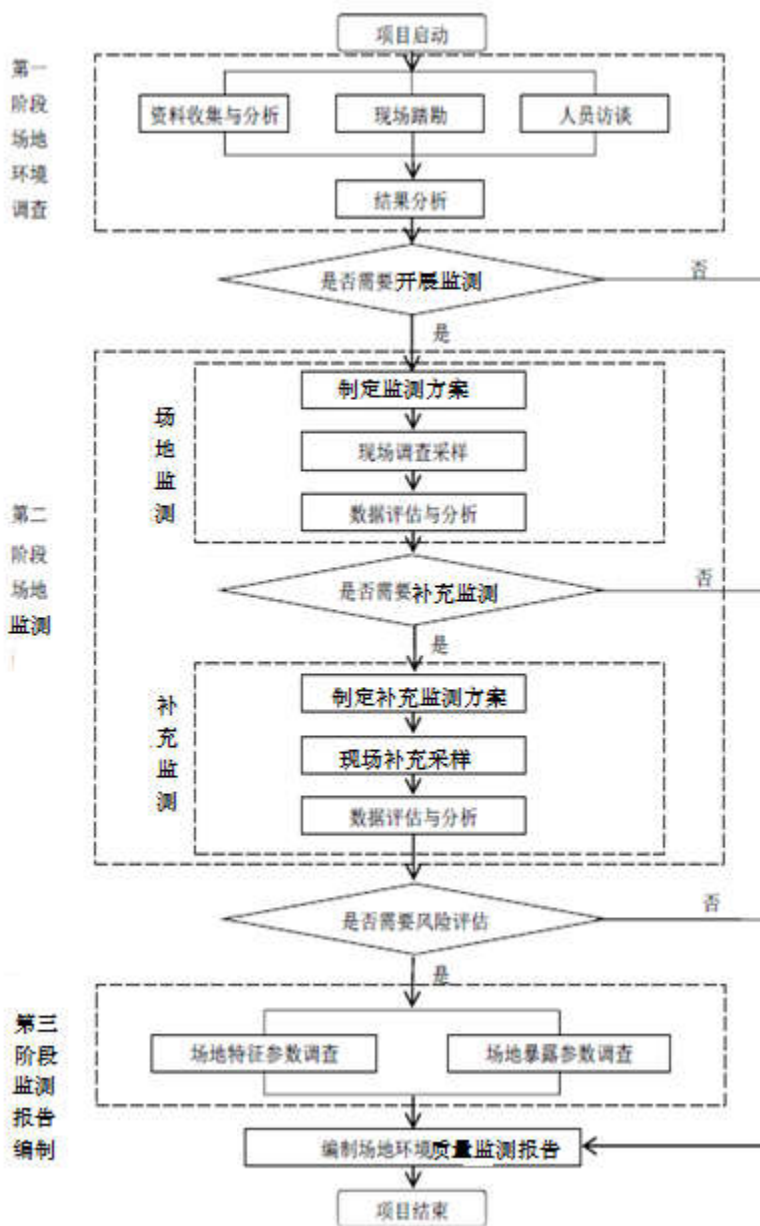 项目启动
第一
阶段
场地
环境
调查
资料收集与分析
现场踏勘
人员访谈
结果分析
是否需要开展监测
否
是
第二
阶段
场地
监测
场
地
监
测
制定监测方案
现场调查采样
数据评估与分析
是否需要补充监测
否
是
补
充
监
测
制定补充监测方案
现场补充采样
数据评估与分析
是否需要风险评估
否
是
第三
阶段
监测
报告
编制
场地特征参数调查
场地暴露参数调查
编制场地环境质量监测报告
项目结束